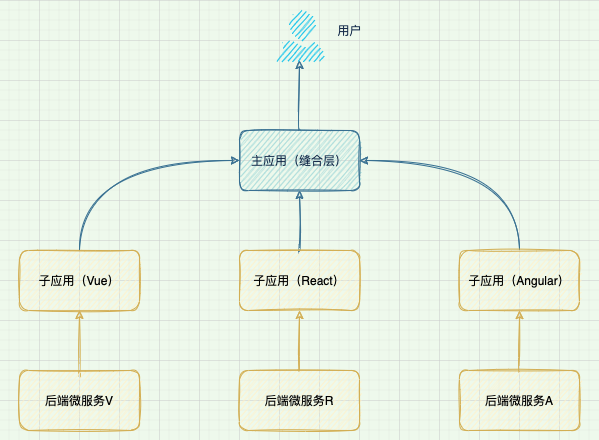 用户
主应用（缝合层）
子应用（Vue）
子应用（React）
子应用（Angular）
后端微服务V
后端微服务R
后端微服务A